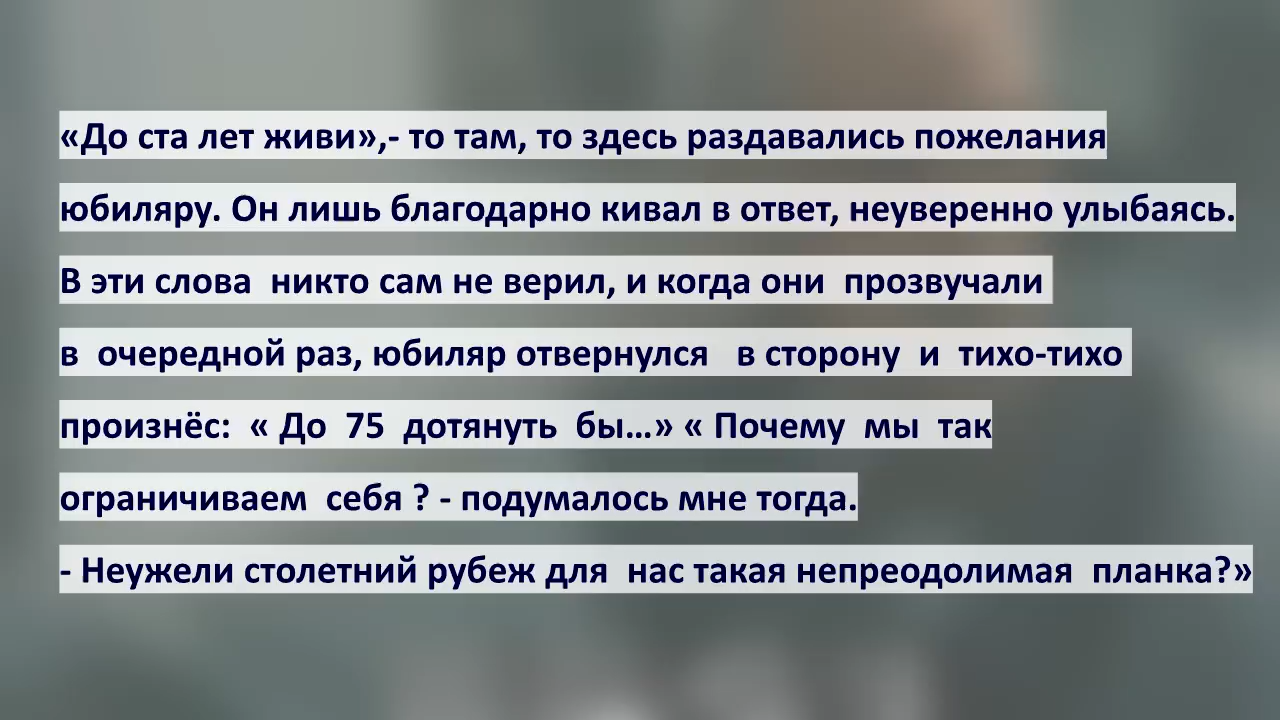 «До ста лет живи»,- то там, то здесь раздавались пожелания
юбиляру. Он лишь благодарно кивал в ответ, неуверенно улыбаясь.
В эти слова  никто сам не верил, и когда они  прозвучали
в  очередной раз, юбиляр отвернулся   в сторону  и  тихо-тихо
произнёс:  « До  75  дотянуть  бы…» « Почему  мы  так
ограничиваем  себя ? - подумалось мне тогда.
- Неужели столетний рубеж для  нас такая непреодолимая  планка?»